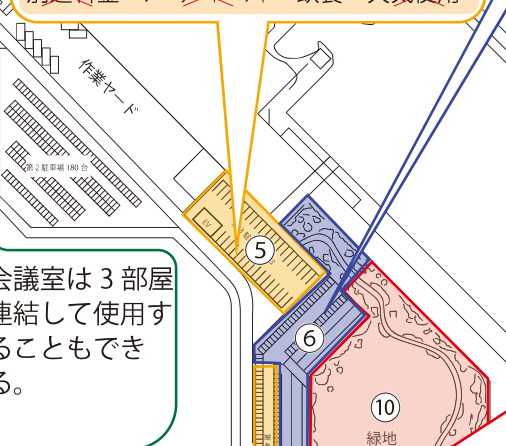 作業ヤード
第2駐車場 180 台
EV
⑤
会議室は 3 部屋
連結して使用す
ることもでき
る。
⑥
⑩
緑地